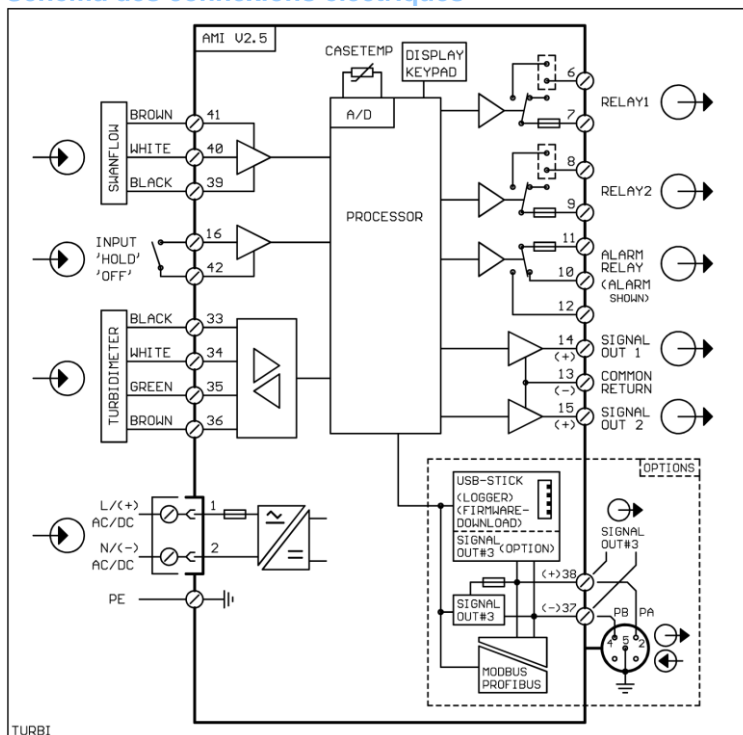 Schéma des connexions électriques
AMI V2.5
CASETEMP
DISPLAY
KEYPAD
A/D
PROCESSOR
SWANFLOW
BROWN 41
WHITE 40
BLACK 39
INPUT
'HOLD'
'OFF'
16
42
TURBIDIMETER
BLACK 33
WHITE 34
GREEN 35
BROWN 36
L/(+)
AC/DC
1
N/(-)
AC/DC
2
PE
6
7
RELAY1
8
9
RELAY2
11
10
12
ALARM
RELAY
(ALARM
SHOWN)
14
(+)
SIGNAL
OUT 1
13
(-)
COMMON
RETURN
15
(+)
SIGNAL
OUT 2
OPTIONS
USB-STICK
(LOGGER)
(FIRMWARE-
DOWNLOAD)
SIGNAL
OUT#3 (OPTION)
SIGNAL
OUT#3
(+)38
SIGNAL
OUT#3
(-)37
PB PA
4 5 2
MODBUS
PROFIBUS
TURBI